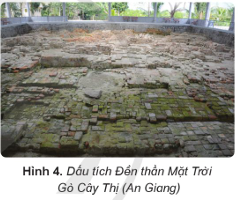 Hình 4. Dấu tích Đền thần Mặt Trời
Gò Cây Thị (An Giang)